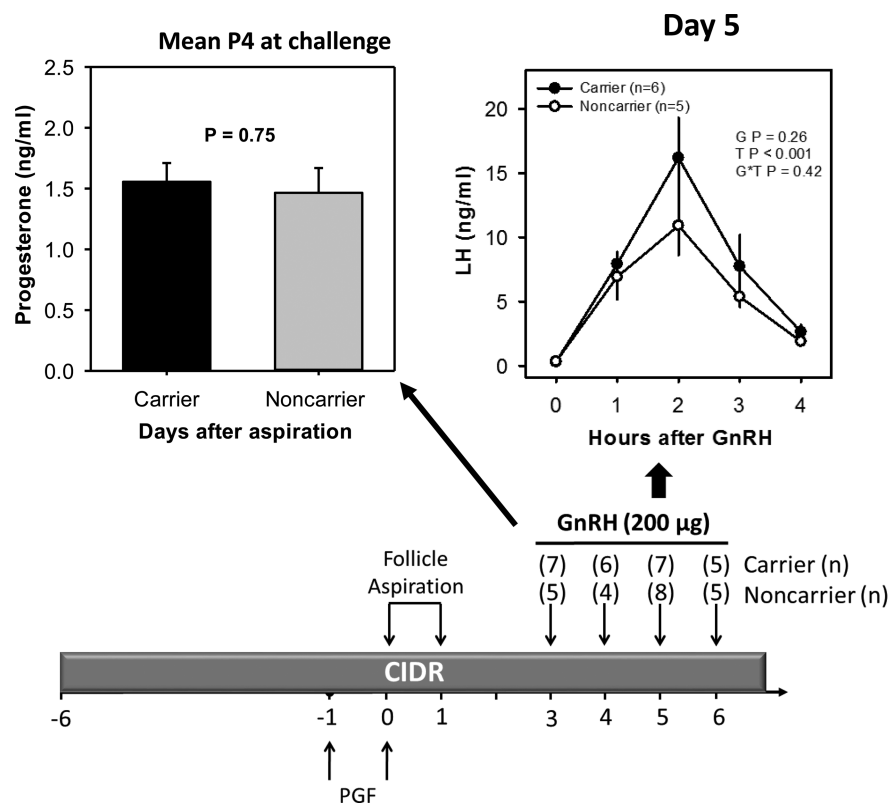 Mean P4 at challenge
2.5
2.0
1.5
1.0
0.5
0.0
Progesterone (ng/ml)
P = 0.75
Carrier
Noncarrier
Days after aspiration
Day 5
Carrier (n=6)
Noncarrier (n=5)
G P = 0.26
T P < 0.001
G*T P = 0.42
20
15
10
5
0
LH (ng/ml)
0 1 2 3 4
Hours after GnRH
GnRH (200 µg)
(7) (6) (7) (5) Carrier (n)
(5) (4) (8) (5) Noncarrier (n)
Follicle
Aspiration
CIDR
-6 -1 0 1 3 4 5 6
PGF